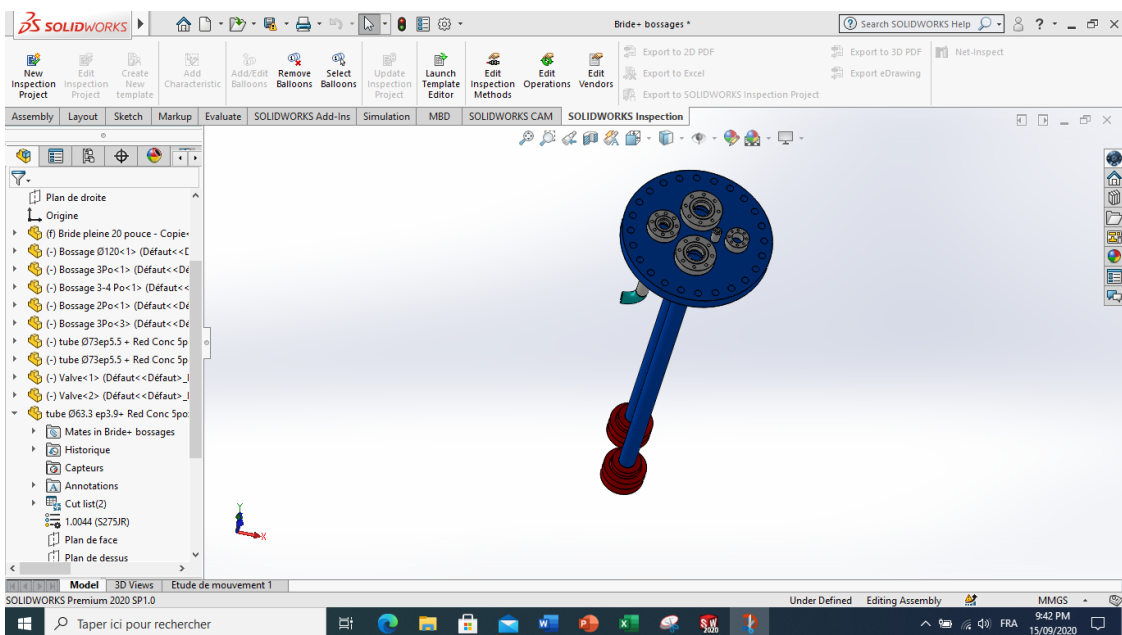 SOLIDWORKS
Bride+ bossages *
Search SOLIDWORKS Help
?
New Inspection Project
Edit Inspection Project
Create New template
Add Characteristic
Add/Edit Balloons
Remove Balloons
Select Balloons
Update Inspection Project
Launch Template Editor
Edit Inspection Methods
Edit Operations
Edit Vendors
Export to 2D PDF
Export to Excel
Export to SOLIDWORKS Inspection Project
Export to 3D PDF
Export eDrawing
Net-Inspect
Assembly Layout Sketch Markup Evaluate SOLIDWORKS Add-Ins Simulation MBD SOLIDWORKS CAM SOLIDWORKS Inspection
Plan de droite
Origine
(f) Bride pleine 20 pouce - Copie<
(-) Bossage Ø120<1> (Défaut<<D
(-) Bossage 3Po<1> (Défaut<<Dé
(-) Bossage 3-4 Po<1> (Défaut<<
(-) Bossage 2Po<1> (Défaut<<Dé
(-) Bossage 3Po<3> (Défaut<<Dé
(-) tube Ø73ep5.5 + Red Conc 5p
(-) tube Ø73ep5.5 + Red Conc 5p
(-) Valve<1> (Défaut<<Défaut>_
(-) Valve<2> (Défaut<<Défaut>_
tube Ø63.3 ep3.9+ Red Conc 5po
Mates in Bride+ bossages
Historique
Capteurs
Annotations
Cut list(2)
1.0044 (S275JR)
Plan de face
Plan de dessus
Y
X
Model 3D Views Etude de mouvement 1
SOLIDWORKS Premium 2020 SP1.0
Under Defined Editing Assembly MMGS
Taper ici pour rechercher
2020
FRA
9:42 PM
15/09/2020